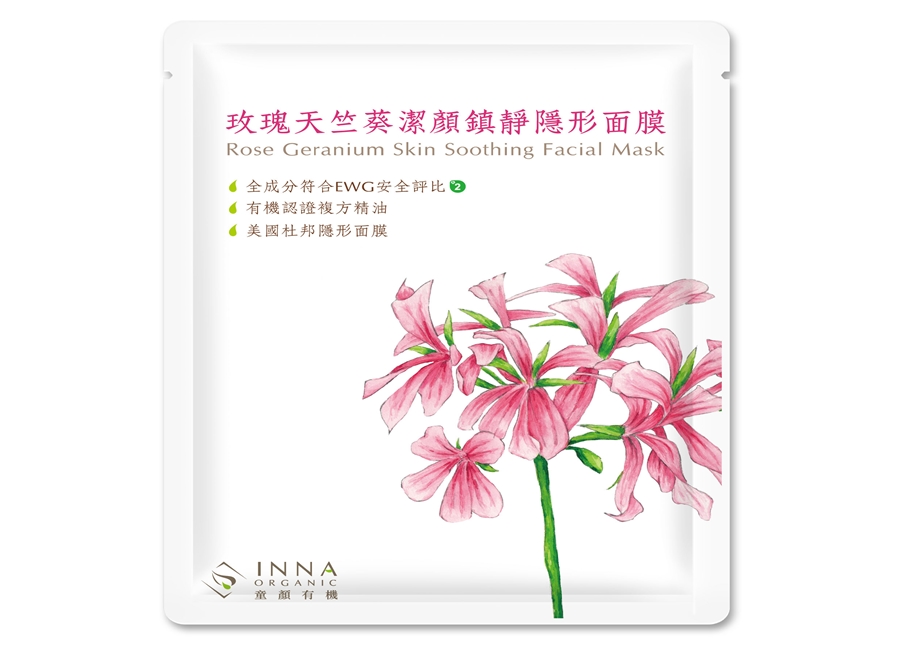 玫瑰天竺葵潔顏鎮靜隱形面膜
Rose Geranium Skin Soothing Facial Mask
全成分符合EWG安全評比2
有機認證複方精油
美國杜邦隱形面膜
INNA
ORGANIC
童顏有機